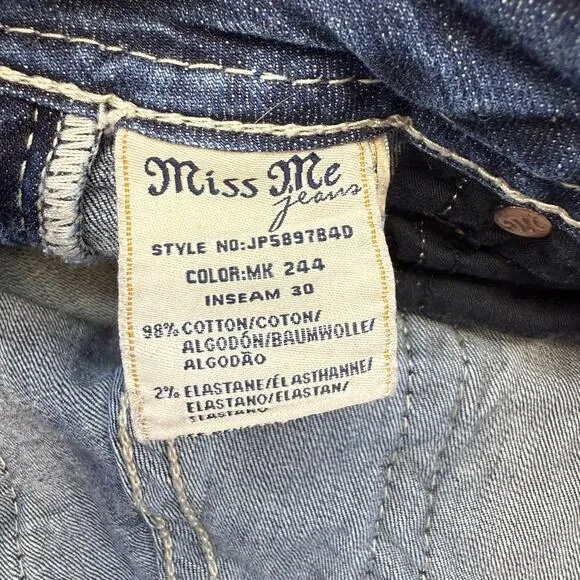 Miss Me
jeans
STYLE NO:JP5897B4D
COLOR:MK 244
INSEAM 30
98% COTTON/COTON/
ALGODÓN/BAUMWOLLE/
ALGODÃO
2% ELASTANE/ÉLASTHANNE/
ELASTANO/ELASTAN/
ELASTANO